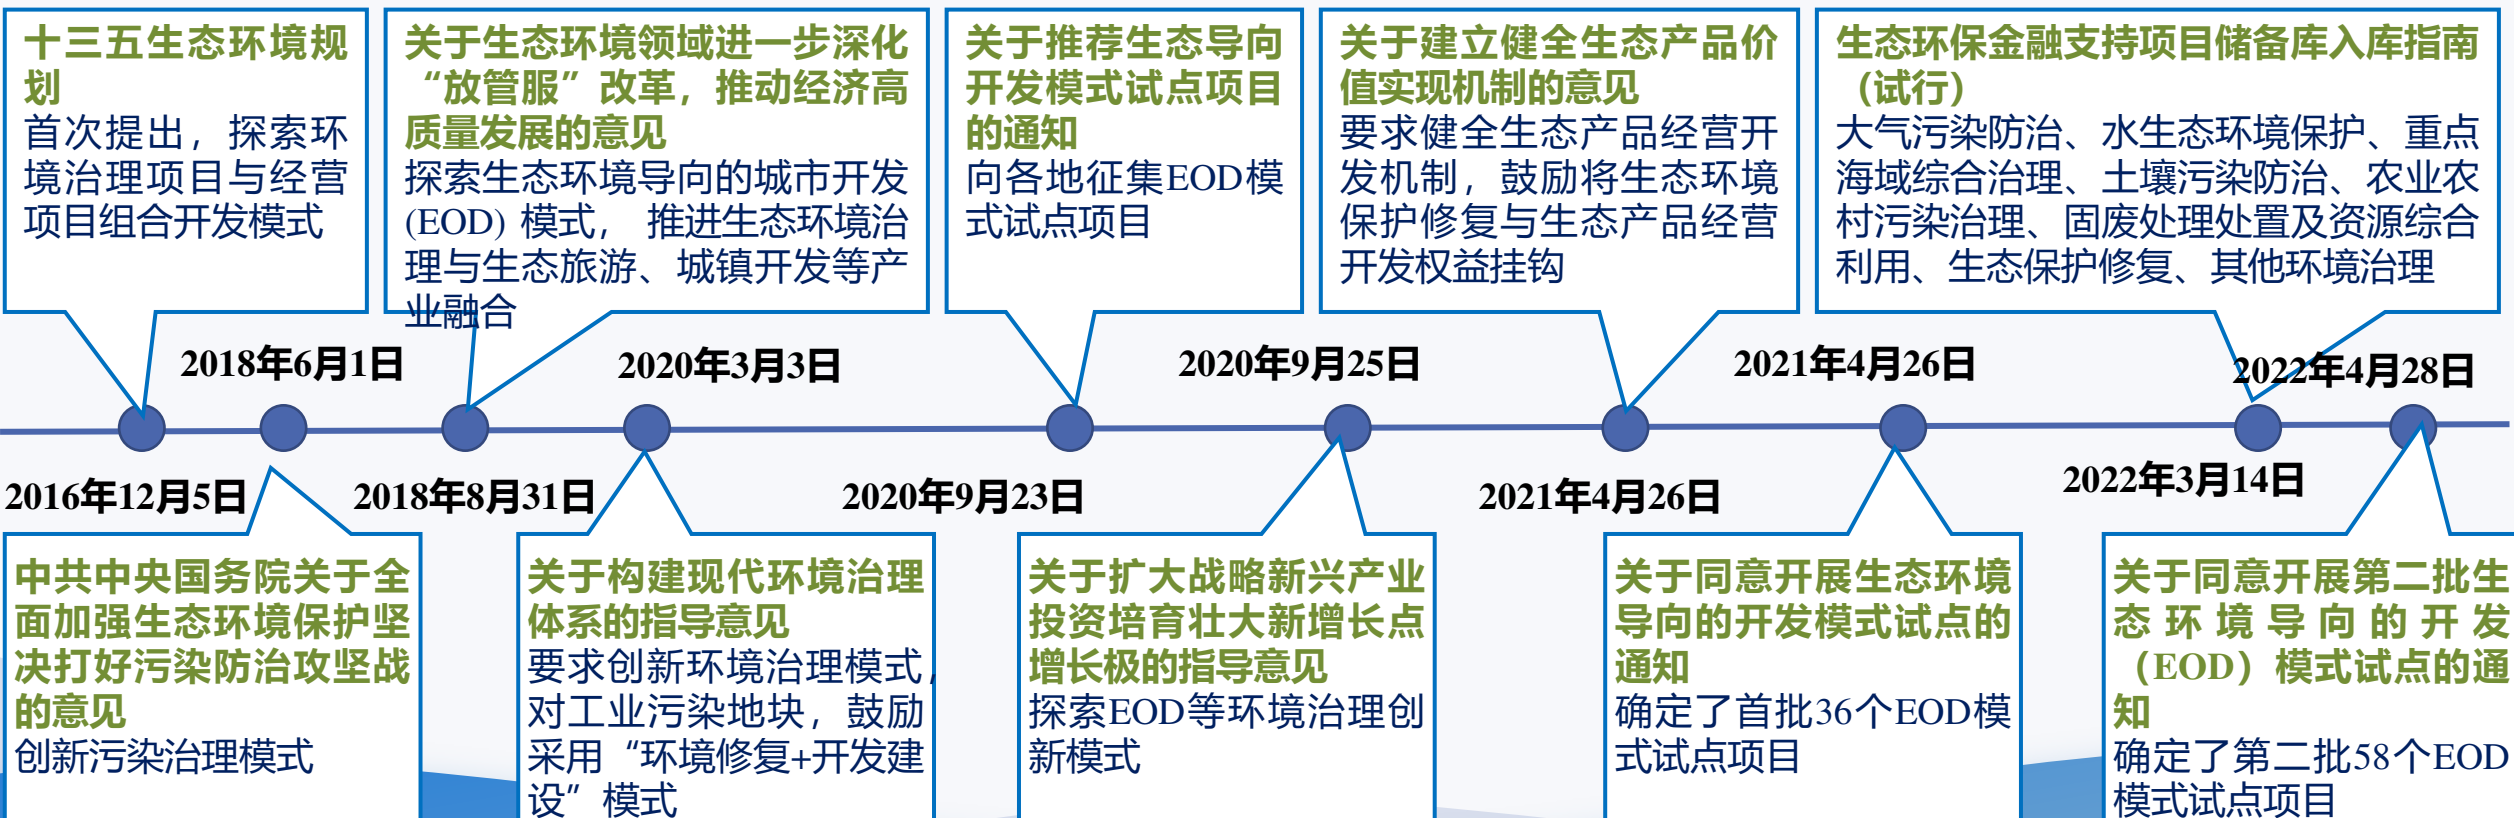 十三五生态环境规
划
首次提出，探索环
境治理项目与经营
项目组合开发模式
关于生态环境领域进一步深化
“放管服”改革，推动经济高
质量发展的意见
探索生态环境导向的城市开发
(EOD) 模式， 推进生态环境治
理与生态旅游、城镇开发等产
业融合
关于推荐生态导向
开发模式试点项目
的通知
向各地征集EOD模
式试点项目
关于建立健全生态产品价
值实现机制的意见
要求健全生态产品经营开
发机制，鼓励将生态环境
保护修复与生态产品经营
开发权益挂钩
生态环保金融支持项目储备库入库指南
（试行）
大气污染防治、水生态环境保护、重点
海域综合治理、土壤污染防治、农业农
村污染治理、固废处理处置及资源综合
利用、生态保护修复、其他环境治理
2018年6月1日
2020年3月3日
2020年9月25日
2021年4月26日
2022年4月28日
2016年12月5日
2018年8月31日
2020年9月23日
2021年4月26日
2022年3月14日
中共中央国务院关于全
面加强生态环境保护坚
决打好污染防治攻坚战
的意见
创新污染治理模式
关于构建现代环境治理
体系的指导意见
要求创新环境治理模式，
对工业污染地块，鼓励
采用“环境修复+开发建
设”模式
关于扩大战略新兴产业
投资培育壮大新增长点
增长极的指导意见
探索EOD等环境治理创
新模式
关于同意开展生态环境
导向的开发模式试点的
通知
确定了首批36个EOD模
式试点项目
关于同意开展第二批生
态环境导向的开发
（EOD）模式试点的通
知
确定了第二批58个EOD
模式试点项目